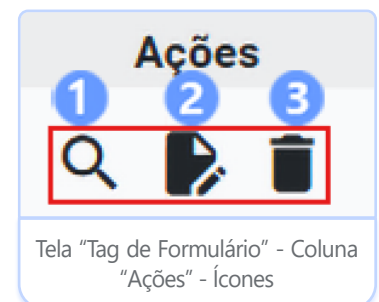 Ações
1 2 3
Tela “Tag de Formulário” - Coluna
“Ações” - Ícones